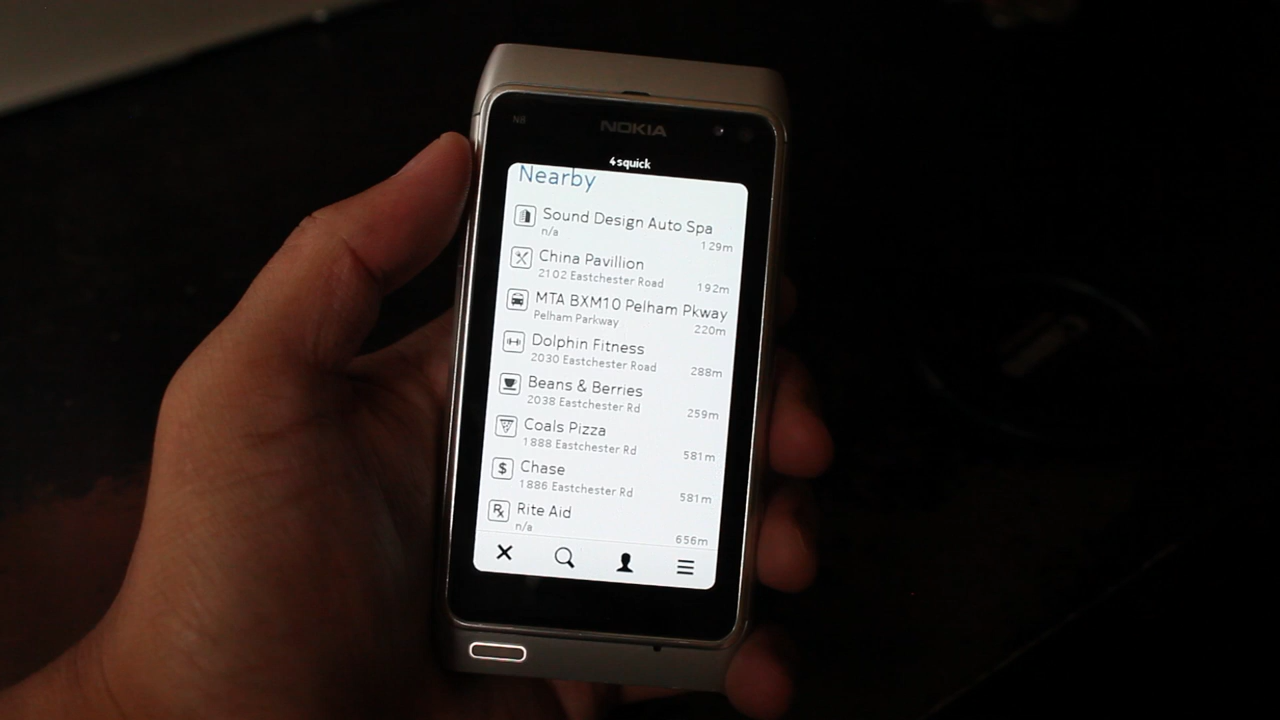 N8
NOKIA
4squick
Nearby
Sound Design Auto Spa
n/a
129m
China Pavillion
2102 Eastchester Road
192m
MTA BXM10 Pelham Pkway
Pelham Parkway
220m
Dolphin Fitness
2030 Eastchester Road
288m
Beans & Berries
2038 Eastchester Rd
259m
Coals Pizza
1888 Eastchester Rd
581m
$
Chase
1886 Eastchester Rd
581m
Rx
Rite Aid
n/a
656m